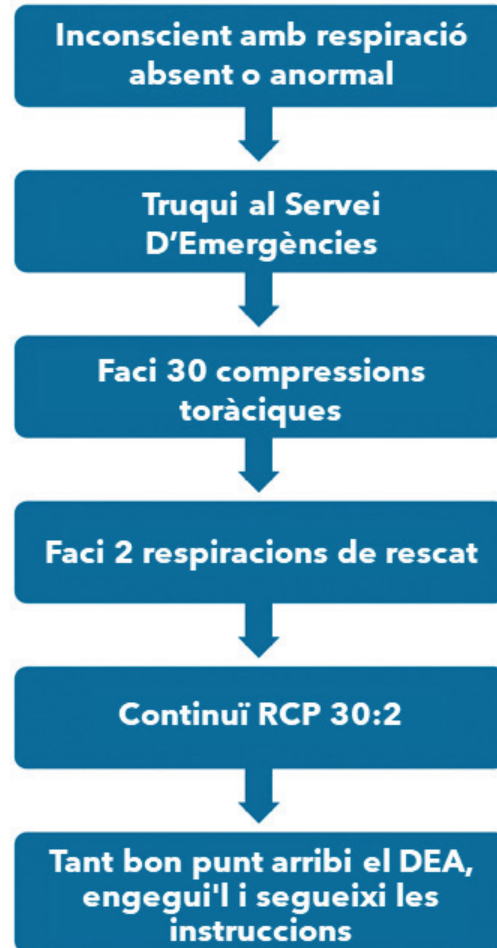 Inconscient amb respiració
absent o anormal
Truqui al Servei
D'Emergències
Faci 30 compressions
toràciques
Faci 2 respiracions de rescat
Continuï RCP 30:2
Tant bon punt arribi el DEA,
engegui'l i segueixi les
instruccions